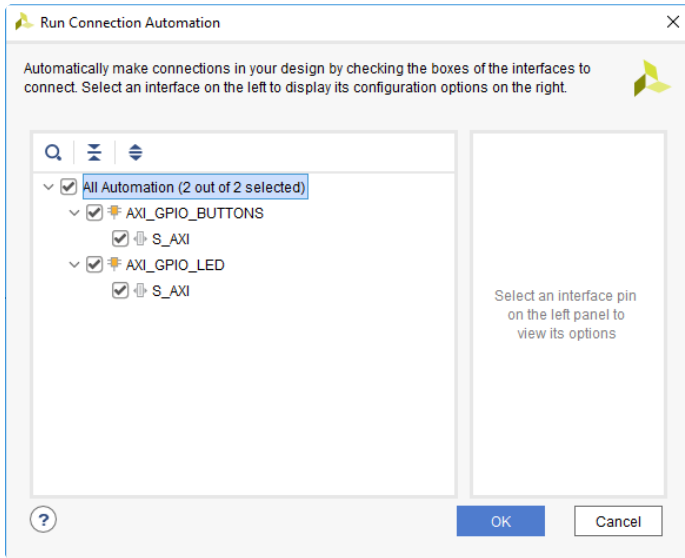 Run Connection Automation
Automatically make connections in your design by checking the boxes of the interfaces to
connect. Select an interface on the left to display its configuration options on the right.
All Automation (2 out of 2 selected)
AXI_GPIO_BUTTONS
S_AXI
AXI_GPIO_LED
S_AXI
Select an interface pin
on the left panel to
view its options
?
OK
Cancel